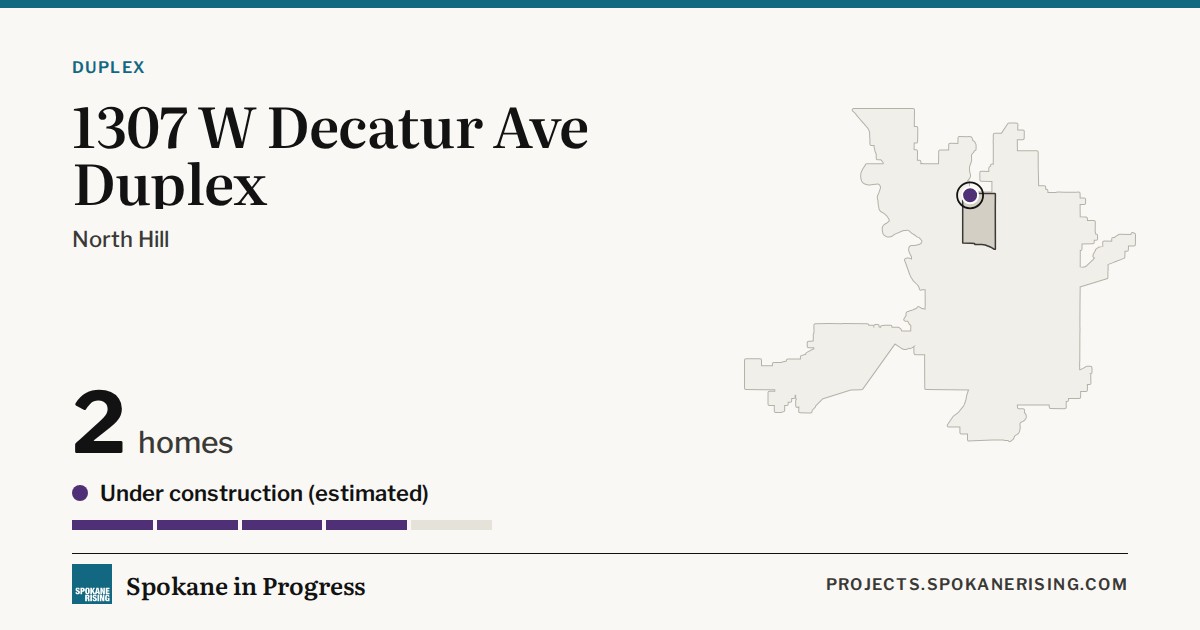 DUPLEX
1307 W Decatur Ave
Duplex
North Hill
2 homes
Under construction (estimated)
SPOKANE
RISING
Spokane in Progress
PROJECTS.SPOKANERISING.COM